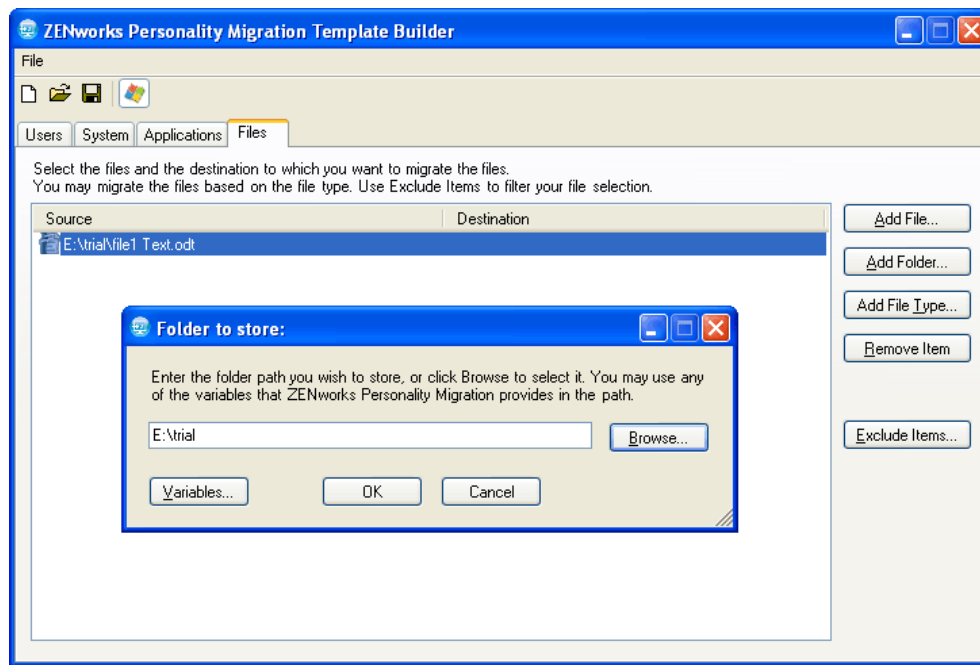 ZENworks Personality Migration Template Builder
File
Users System Applications Files
Select the files and the destination to which you want to migrate the files.
You may migrate the files based on the file type. Use Exclude Items to filter your file selection.
Source Destination
E:\trial\file1 Text.odt
Add File...
Add Folder...
Add File Type...
Remove Item
Exclude Items...
Folder to store:
Enter the folder path you wish to store, or click Browse to select it. You may use any
of the variables that ZENworks Personality Migration provides in the path.
E:\trial
Browse...
Variables... OK Cancel